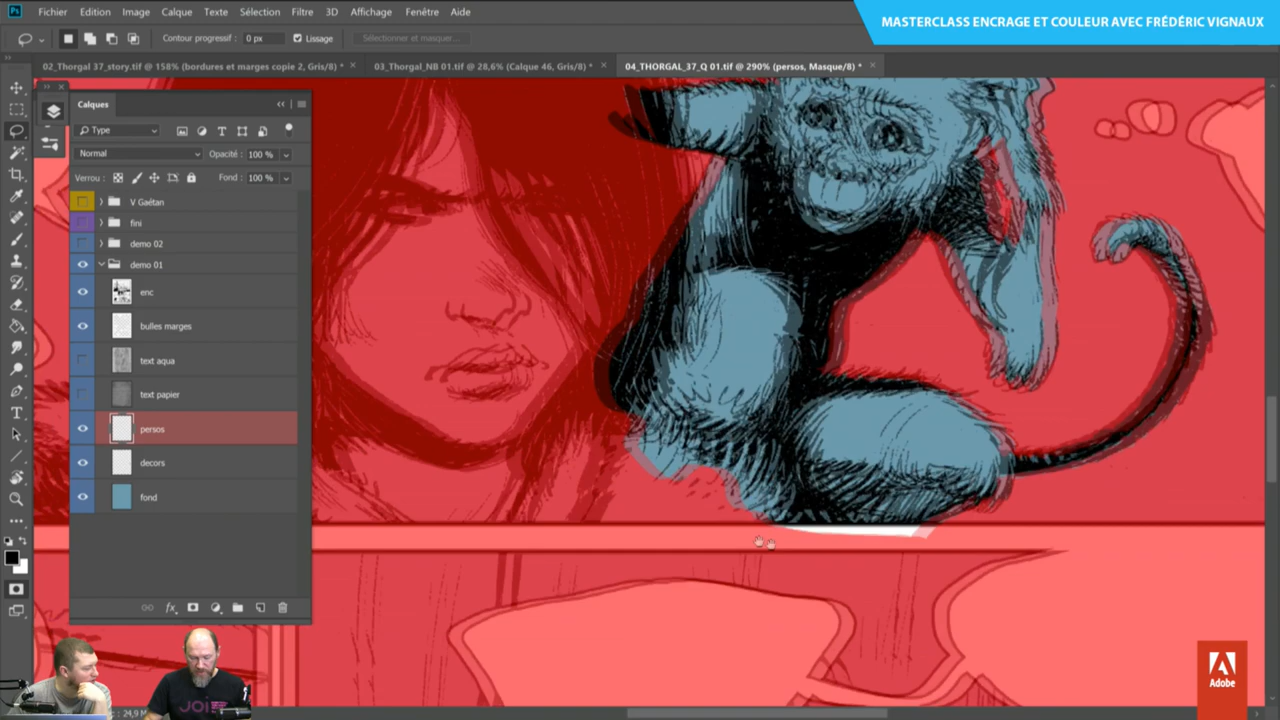 Ps Fichier Edition Image Calque Texte Sélection Filtre 3D Affichage Fenêtre Aide
MASTERCLASS ENCRAGE ET COULEUR AVEC FRÉDÉRIC VIGNAUX
Contour progressif : 0 px Lissage Sélectionner et masquer...
02_Thorgal 37_story.tif @ 158% (bordures et marges copie 2, Gris/8) * 03_Thorgal_NB 01.tif @ 28,6% (Calque 46, Gris/8) * 04_THORGAL_37_Q 01.tif @ 290% (persos, Masque/8) *
Calques
Type
Normal Opacité : 100 %
Verrou : Fond : 100 %
V Gaétan
fini
demo 02
demo 01
enc
bulles marges
text aqua
text papier
persos
decors
fond
fx
Adobe